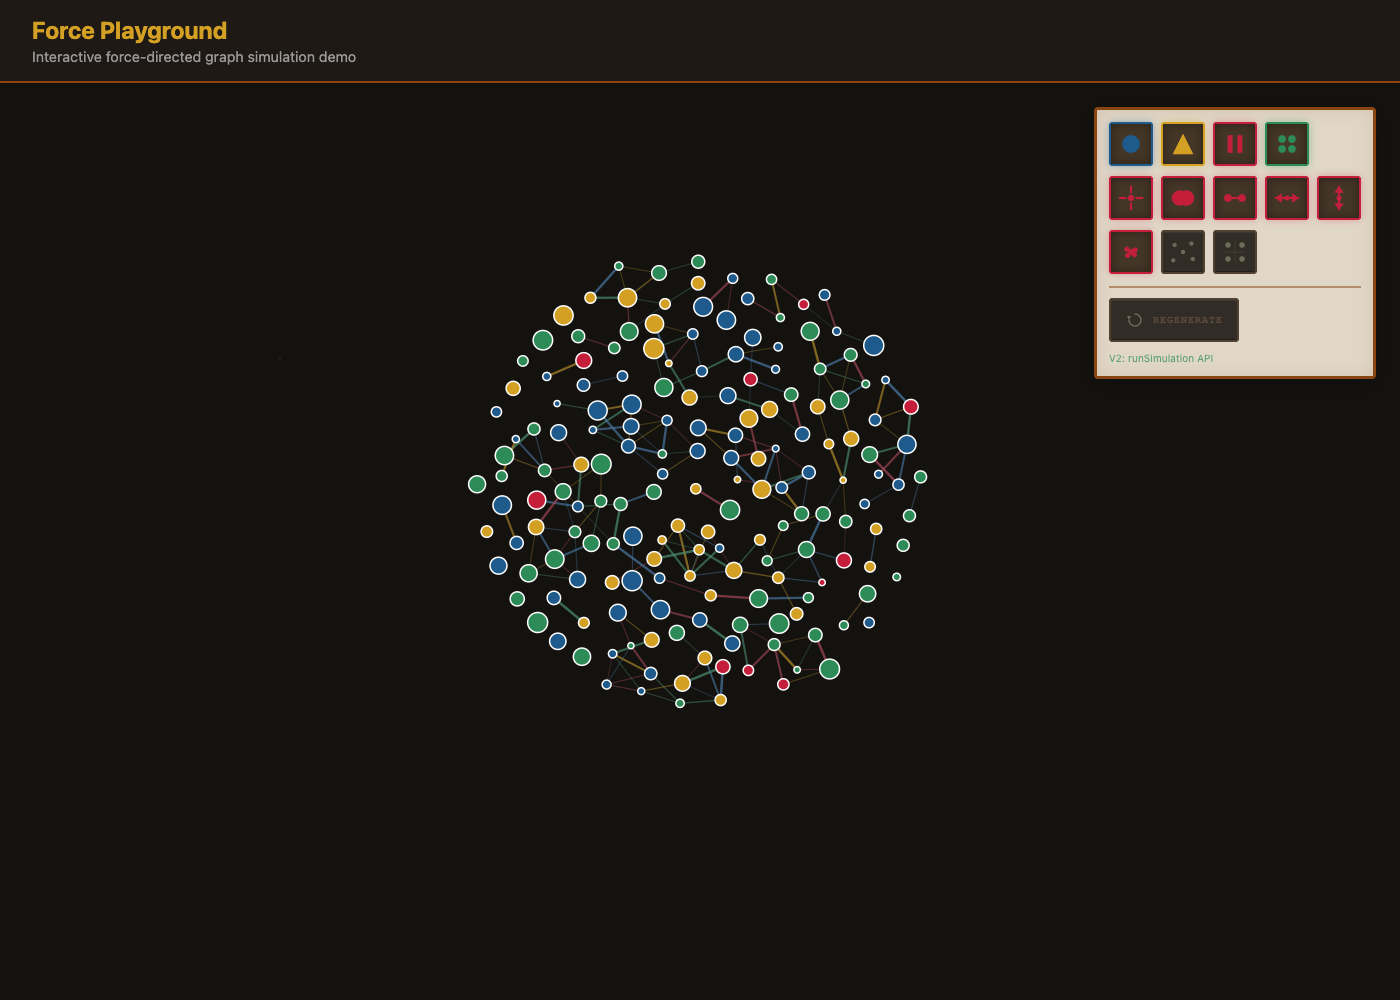 Force Playground
Interactive force-directed graph simulation demo
REGENERATE
V2: runSimulation API